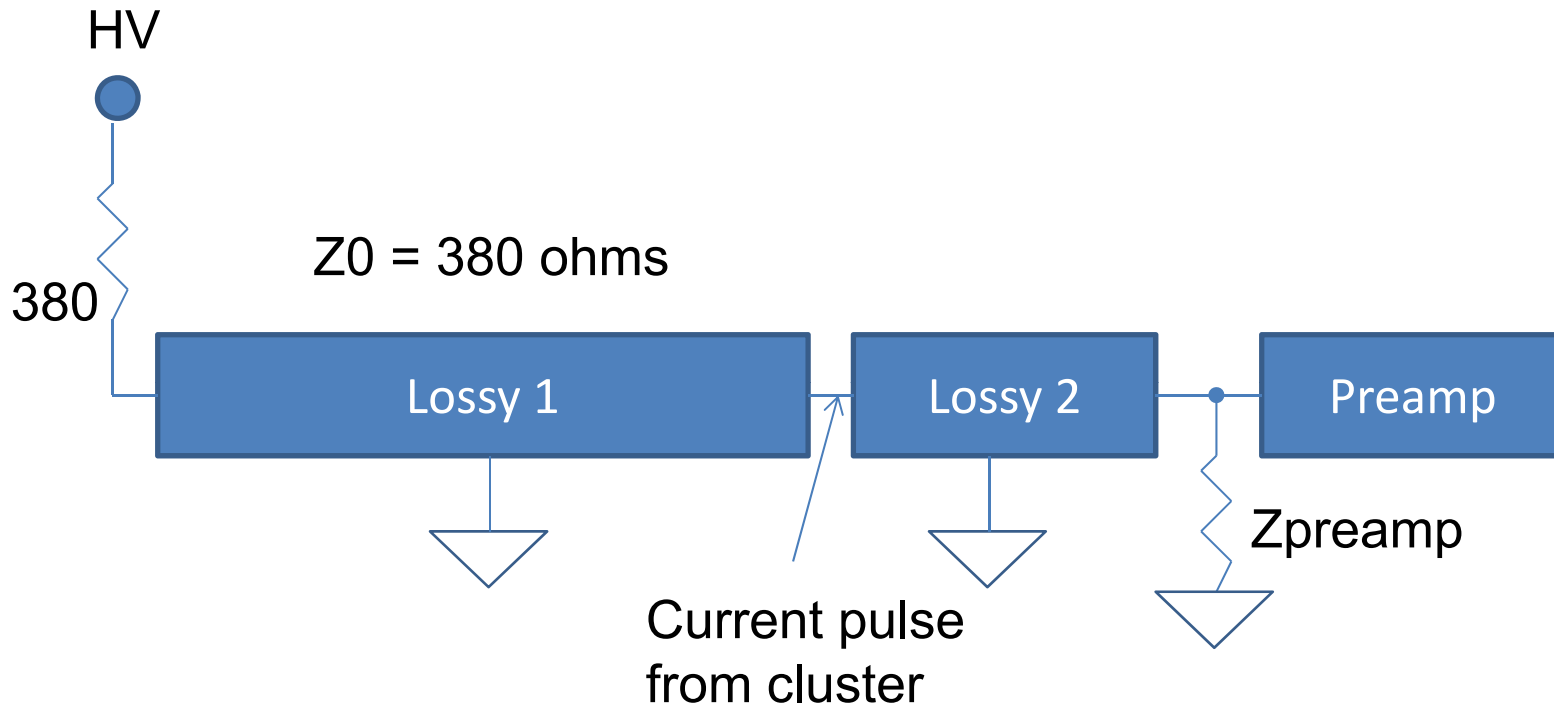 HV
Z0 = 380 ohms
380
Lossy 1
Lossy 2
Preamp
Zpreamp
Current pulse
from cluster